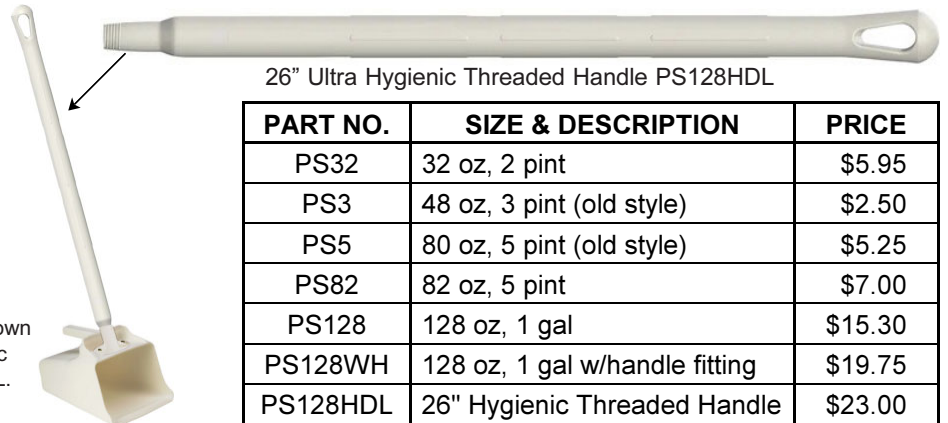 26” Ultra Hygienic Threaded Handle PS128HDL
PART NO. SIZE & DESCRIPTION PRICE
PS32 32 oz, 2 pint $5.95
PS3 48 oz, 3 pint (old style) $2.50
PS5 80 oz, 5 pint (old style) $5.25
PS82 82 oz, 5 pint $7.00
PS128 128 oz, 1 gal $15.30
PS128WH 128 oz, 1 gal w/handle fitting $19.75
PS128HDL 26" Hygienic Threaded Handle $23.00